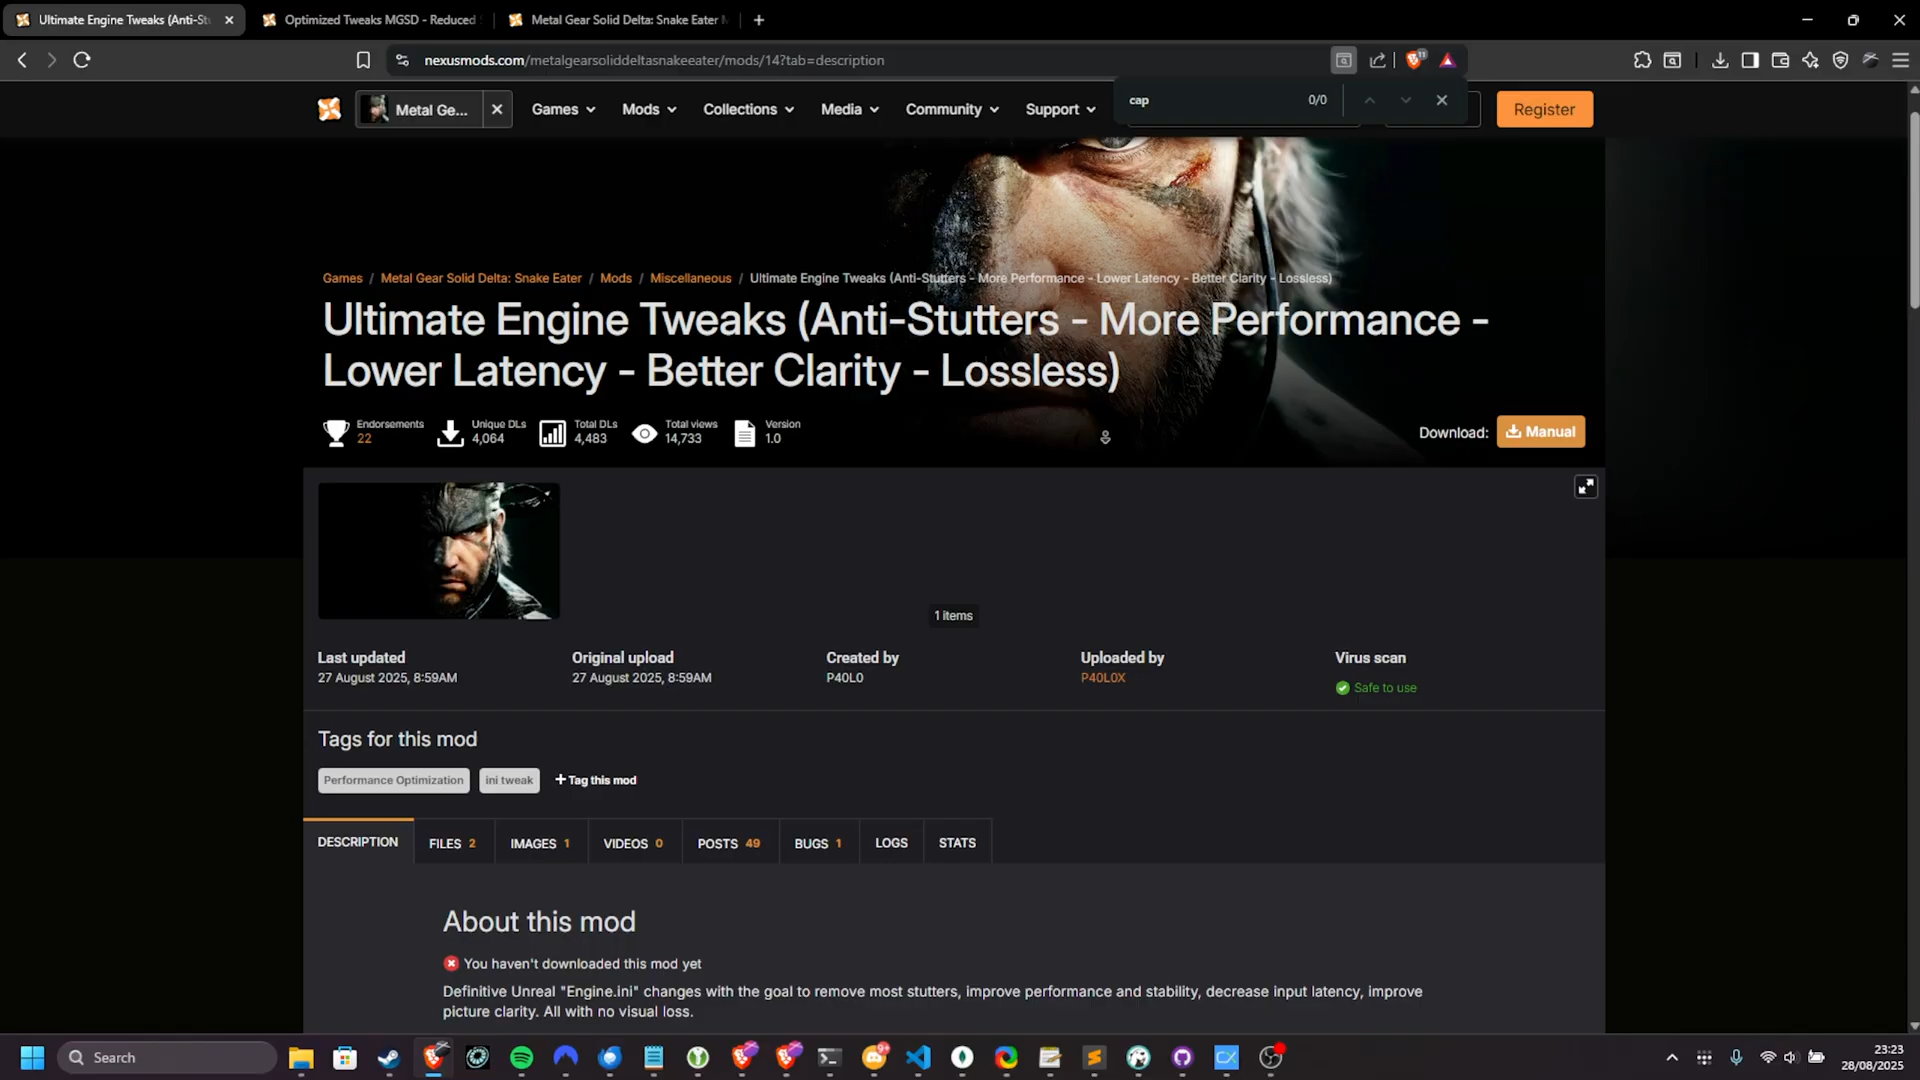 Ultimate Engine Tweaks (Anti-St
Optimized Tweaks MGSD - Reduced
Metal Gear Solid Delta: Snake Eater
nexusmods.com/metalgearsoliddeltasnakeeater/mods/14?tab=description
11
cap
0/0
Metal Ge...
Games
Mods
Collections
Media
Community
Support
Register
Games / Metal Gear Solid Delta: Snake Eater / Mods / Miscellaneous / Ultimate Engine Tweaks (Anti-Stutters - More Performance - Lower Latency - Better Clarity - Lossless)
Ultimate Engine Tweaks (Anti-Stutters - More Performance -
Lower Latency - Better Clarity - Lossless)
Endorsements
22
Unique DLs
4,064
Total DLs
4,483
Total views
14,733
Version
1.0
Download:
Manual
1 items
Last updated
27 August 2025, 8:59AM
Original upload
27 August 2025, 8:59AM
Created by
P40L0
Uploaded by
P40L0X
Virus scan
Safe to use
Tags for this mod
Performance Optimization
ini tweak
+Tag this mod
DESCRIPTION
FILES 2
IMAGES 1
VIDEOS 0
POSTS 49
BUGS 1
LOGS
STATS
About this mod
You haven't downloaded this mod yet
Definitive Unreal "Engine.ini" changes with the goal to remove most stutters, improve performance and stability, decrease input latency, improve
picture clarity. All with no visual loss.
Search
23:23
28/08/2025